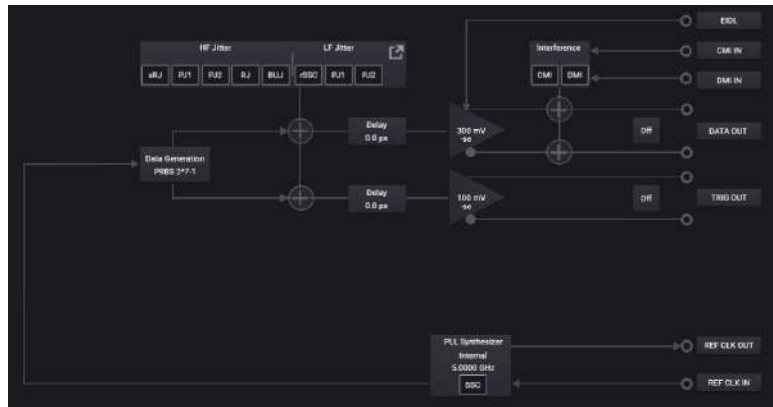 EIDL
HF Jitter LF Jitter Interference CMI IN
sRJ PJ1 PJ2 RJ BUJ rSSC PJ1 PJ2 CMI DMI DMI IN
Delay
0.0 ps
300 mV
-se
Off
DATA OUT
Data Generation
PRBS 2^7-1
Delay
0.0 ps
100 mV
-se
Off
TRIG OUT
PLL Synthesizer
Internal
5.0000 GHz
SSC
REF CLK OUT
REF CLK IN